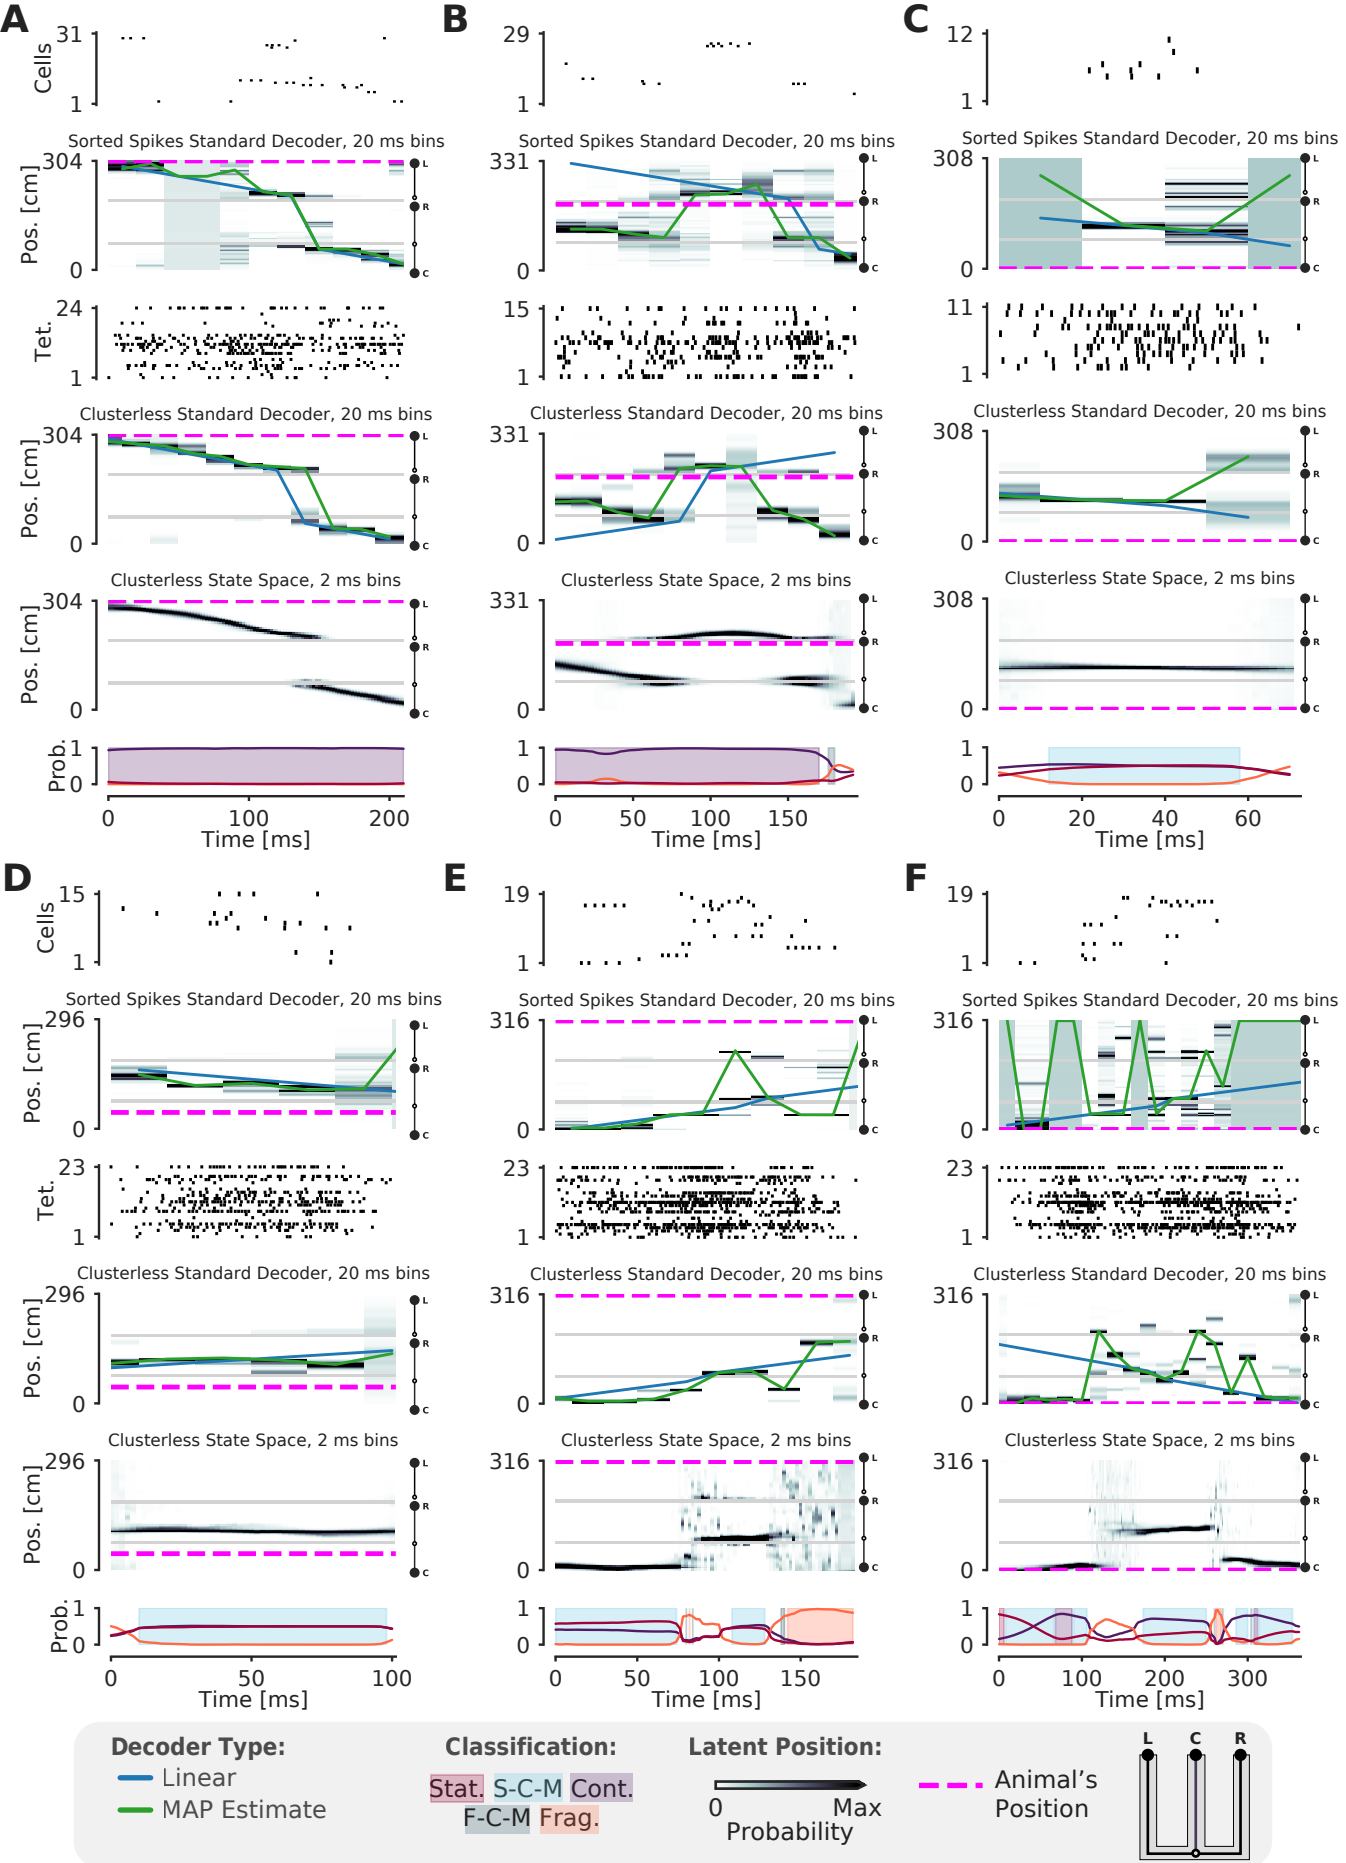 A
B
C
31
Cells
1
29
1
12
1
Sorted Spikes Standard Decoder, 20 ms bins
Sorted Spikes Standard Decoder, 20 ms bins
Sorted Spikes Standard Decoder, 20 ms bins
304
Pos. [cm]
0
L
R
C
331
0
L
R
C
308
0
L
R
C
24
Tet.
1
15
1
11
1
Clusterless Standard Decoder, 20 ms bins
Clusterless Standard Decoder, 20 ms bins
Clusterless Standard Decoder, 20 ms bins
304
Pos. [cm]
0
L
R
C
331
0
L
R
C
308
0
L
R
C
Clusterless State Space, 2 ms bins
Clusterless State Space, 2 ms bins
Clusterless State Space, 2 ms bins
304
Pos. [cm]
0
L
R
C
331
0
L
R
C
308
0
L
R
C
Prob.
1
0
1
0
1
0
0 100 200
Time [ms]
0 50 100 150
Time [ms]
0 20 40 60
Time [ms]
D
E
F
15
Cells
1
19
1
19
1
Sorted Spikes Standard Decoder, 20 ms bins
Sorted Spikes Standard Decoder, 20 ms bins
Sorted Spikes Standard Decoder, 20 ms bins
296
Pos. [cm]
0
L
R
C
316
0
L
R
C
316
0
L
R
C
23
Tet.
1
23
1
23
1
Clusterless Standard Decoder, 20 ms bins
Clusterless Standard Decoder, 20 ms bins
Clusterless Standard Decoder, 20 ms bins
296
Pos. [cm]
0
L
R
C
316
0
L
R
C
316
0
L
R
C
Clusterless State Space, 2 ms bins
Clusterless State Space, 2 ms bins
Clusterless State Space, 2 ms bins
296
Pos. [cm]
0
L
R
C
316
0
L
R
C
316
0
L
R
C
Prob.
1
0
1
0
1
0
0 50 100
Time [ms]
0 50 100 150
Time [ms]
0 100 200 300
Time [ms]
Decoder Type:
Linear
MAP Estimate
Classification:
Stat. S-C-M Cont.
F-C-M Frag.
Latent Position:
0 Max
Probability
Animal's
Position
L C R